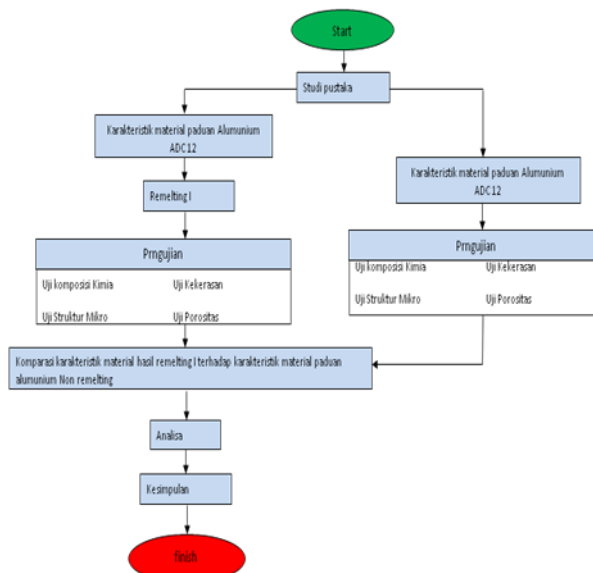 Start
Studi pustaka
Karakteristik material paduan Alumunium
ADC12
Remelting I
Prngujian
Uji komposisi Kimia Uji Kekerasan
Uji Struktur Mikro Uji Porositas
Karakteristik material paduan Alumunium
ADC12
Prngujian
Uji komposisi Kimia Uji Kekerasan
Uji Struktur Mikro Uji Porositas
Komparasi karakteristik material hasil remelting I terhadap karakteristik material paduan
alumunium Non remelting
Analisa
Kesimpulan
finish